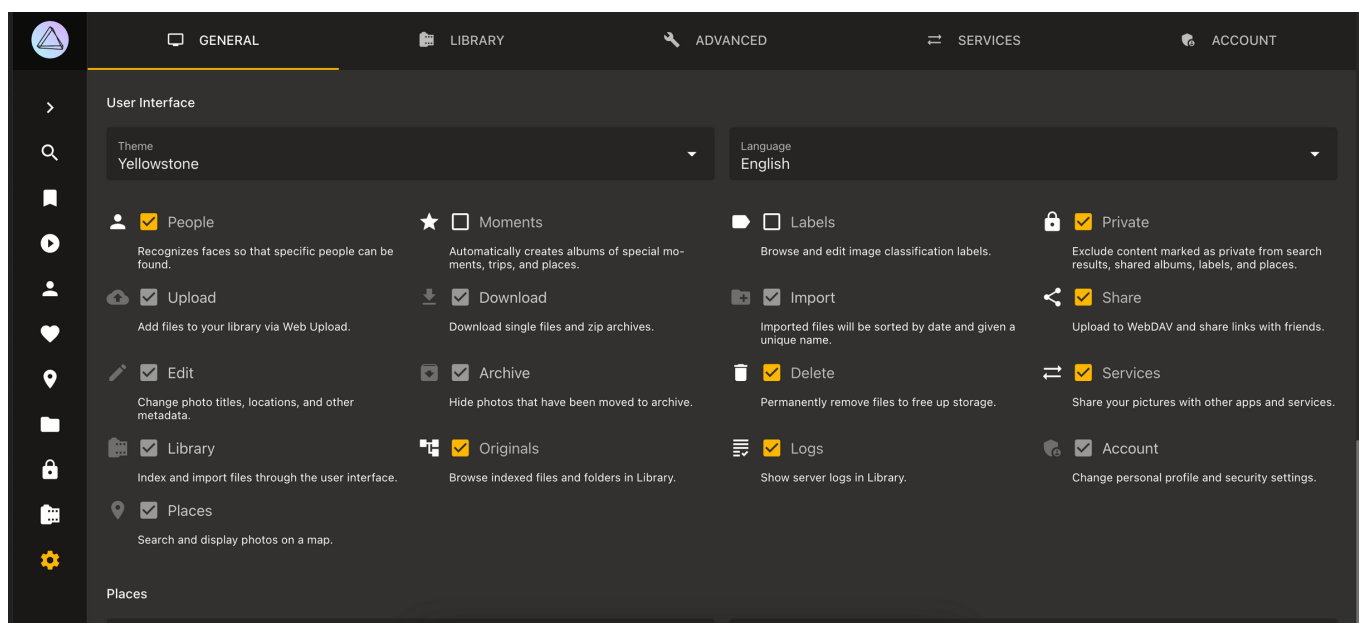 GENERAL
LIBRARY
ADVANCED
SERVICES
ACCOUNT
User Interface
Theme
Yellowstone
Language
English
People
Recognizes faces so that specific people can be
found.
Moments
Automatically creates albums of special mo-
ments, trips, and places.
Labels
Browse and edit image classification labels.
Private
Exclude content marked as private from search
results, shared albums, labels, and places.
Upload
Add files to your library via Web Upload.
Download
Download single files and zip archives.
Import
Imported files will be sorted by date and given a
unique name.
Share
Upload to WebDAV and share links with friends.
Edit
Change photo titles, locations, and other
metadata.
Archive
Hide photos that have been moved to archive.
Delete
Permanently remove files to free up storage.
Services
Share your pictures with other apps and services.
Library
Index and import files through the user interface.
Originals
Browse indexed files and folders in Library.
Logs
Show server logs in Library.
Account
Change personal profile and security settings.
Places
Search and display photos on a map.
Places